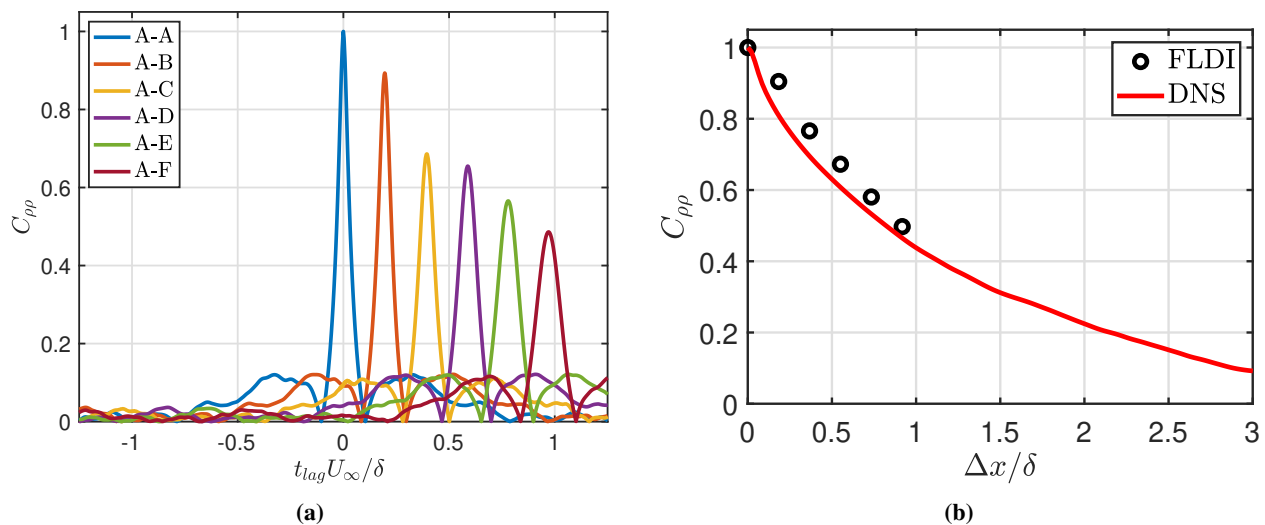 1
0.8
0.6
0.4
0.2
0
C_{ρρ}
A-A
A-B
A-C
A-D
A-E
A-F
-1 -0.5 0 0.5 1
t_{lag}U_∞/δ
(a)
1
0.8
0.6
0.4
0.2
0
C_{ρρ}
FLDI
DNS
0 0.5 1 1.5 2 2.5 3
Δx/δ
(b)